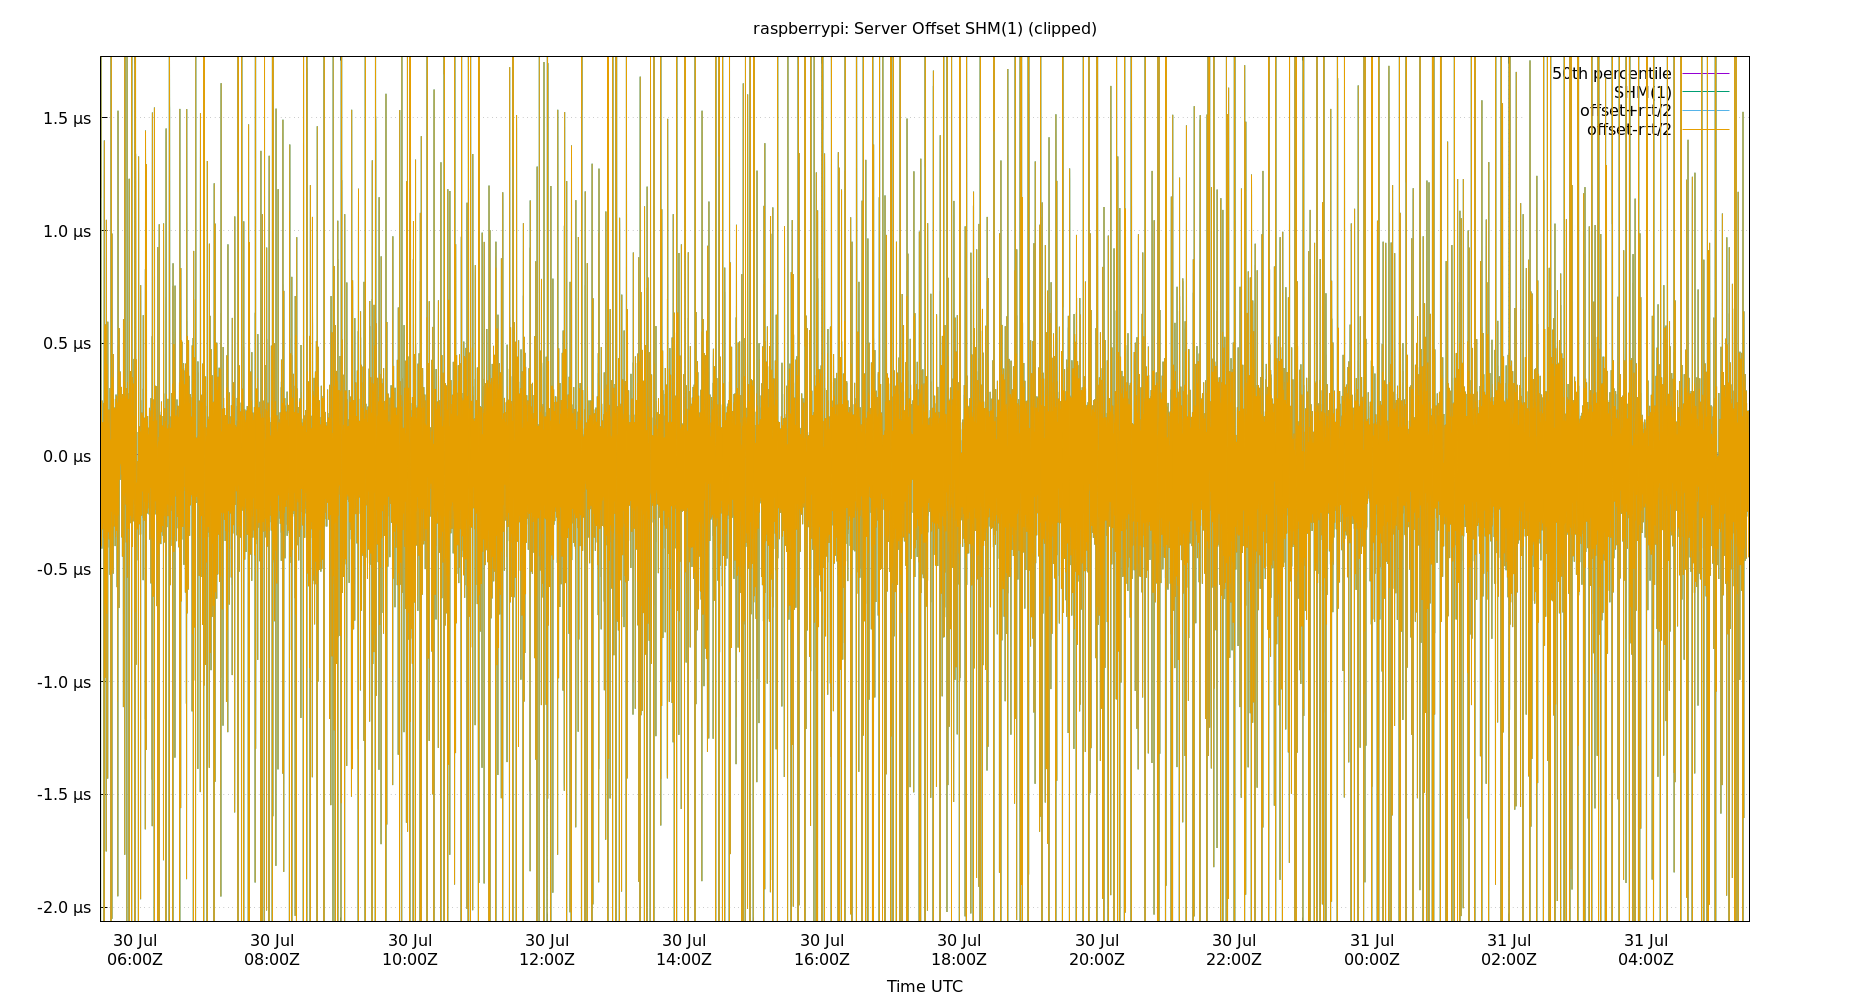 raspberrypi: Server Offset SHM(1) (clipped)
50th percentile
SHM(1)
offset+rtt/2
offset-rtt/2
1.5 µs
1.0 µs
0.5 µs
0.0 µs
-0.5 µs
-1.0 µs
-1.5 µs
-2.0 µs
30 Jul 30 Jul 30 Jul 30 Jul 30 Jul 30 Jul 30 Jul 30 Jul 30 Jul 31 Jul 31 Jul 31 Jul
06:00Z 08:00Z 10:00Z 12:00Z 14:00Z 16:00Z 18:00Z 20:00Z 22:00Z 00:00Z 02:00Z 04:00Z
Time UTC